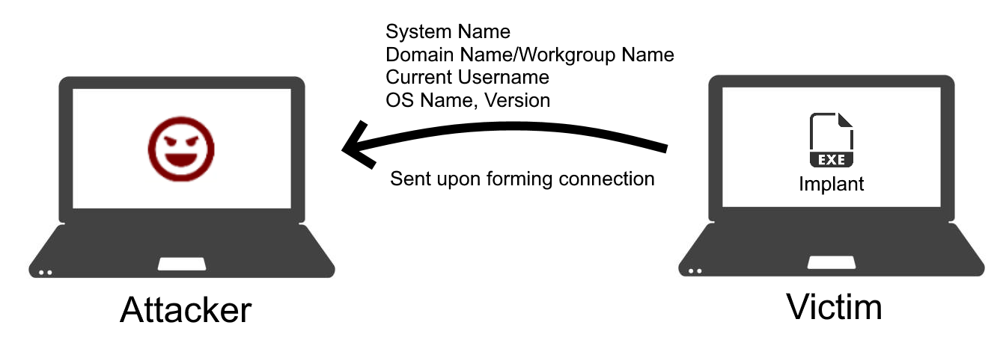 System Name
Domain Name/Workgroup Name
Current Username
OS Name, Version
Sent upon forming connection
EXE
Implant
Attacker
Victim